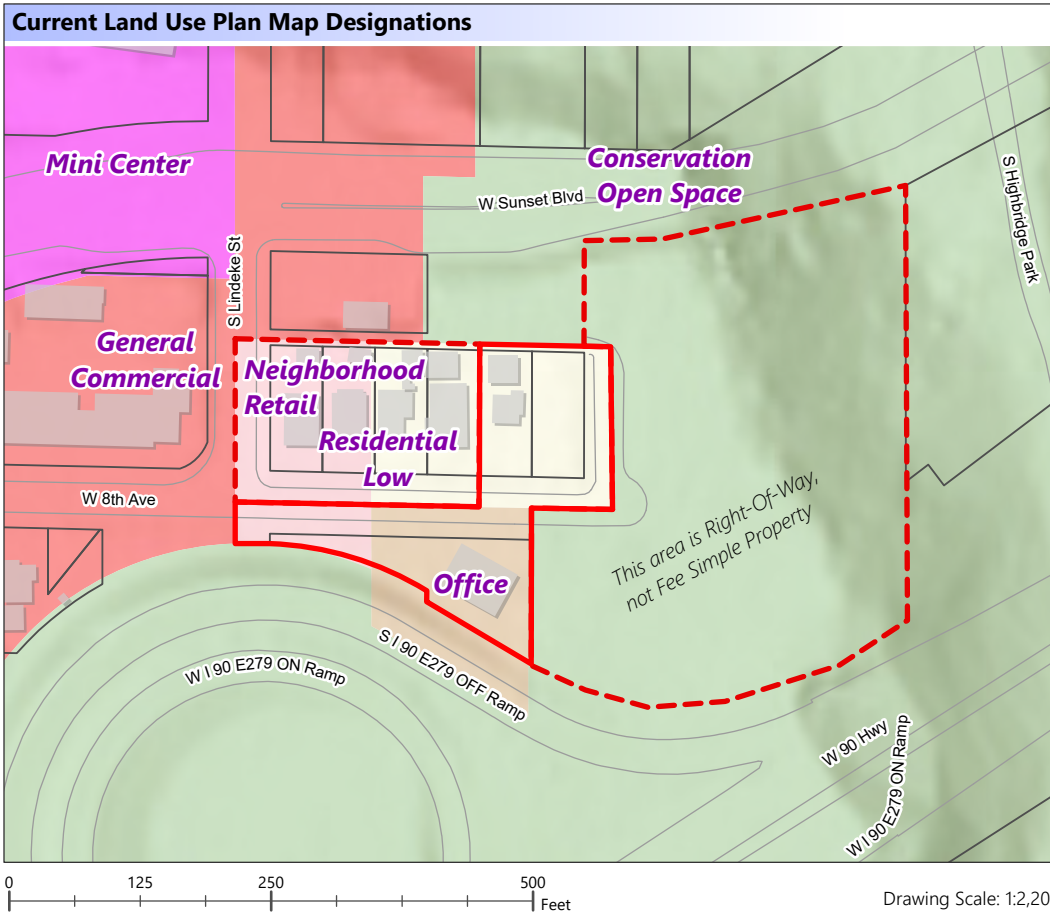 Current Land Use Plan Map Designations
Mini Center
Conservation
Open Space
W Sunset Blvd
S Highbridge Park
S Lindeke St
General
Commercial
Neighborhood
Retail
Residential
Low
W 8th Ave
This area is Right-Of-Way,
not Fee Simple Property
Office
S I 90 E279 OFF Ramp
W I 90 E279 ON Ramp
W 90 Hwy
W I 90 E279 ON Ramp
0 125 250 500
Feet
Drawing Scale: 1:2,20